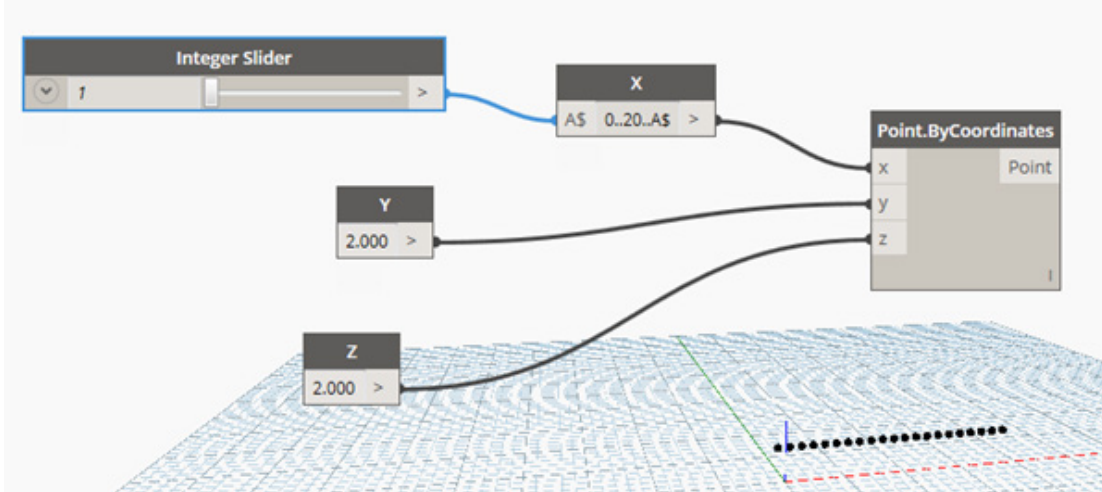 Integer Slider
1 >
X
A$ 0..20..A$ >
Point.ByCoordinates
x Point
y
z
l
Y
2.000 >
Z
2.000 >